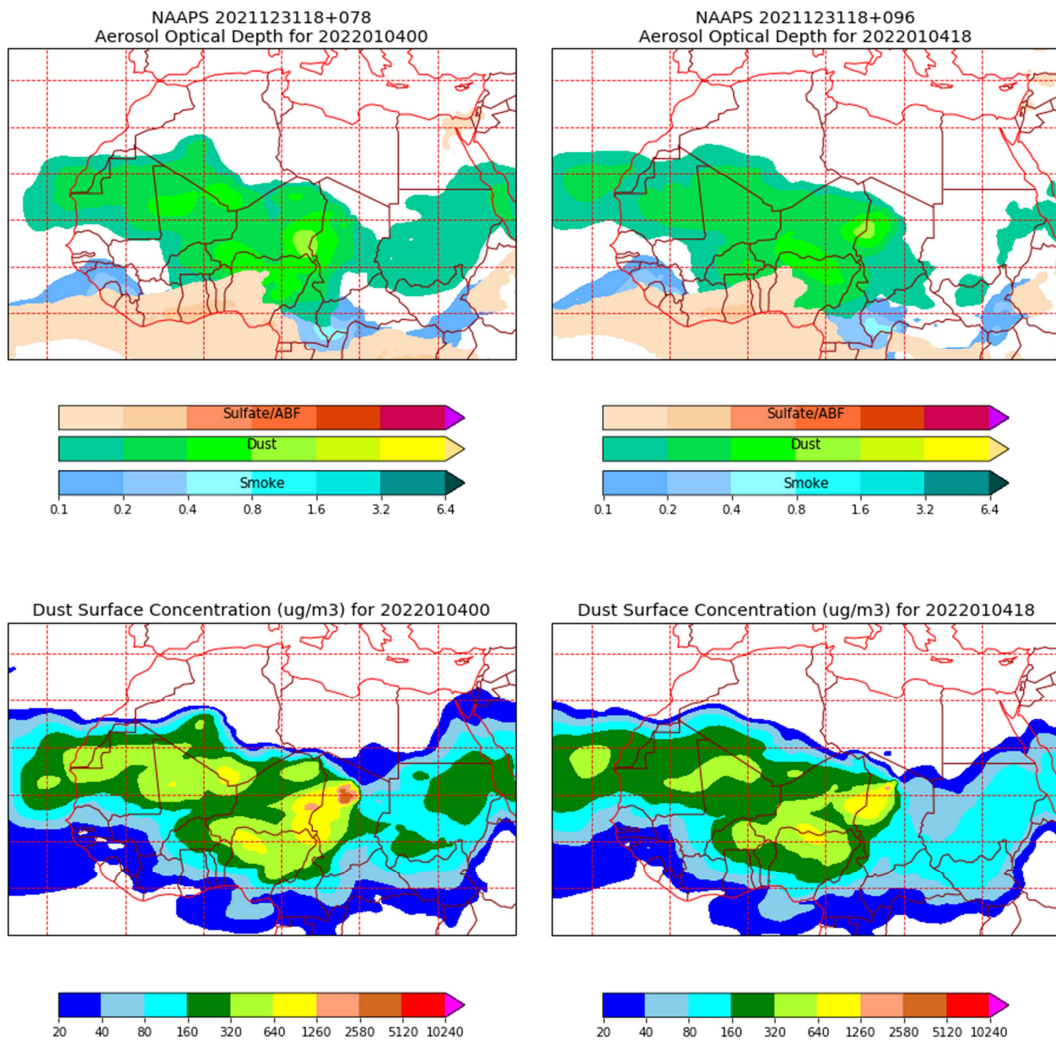 NAAPS 2021123118+078
Aerosol Optical Depth for 2022010400
NAAPS 2021123118+096
Aerosol Optical Depth for 2022010418
Sulfate/ABF
Dust
Smoke
0.1 0.2 0.4 0.8 1.6 3.2 6.4
Sulfate/ABF
Dust
Smoke
0.1 0.2 0.4 0.8 1.6 3.2 6.4
Dust Surface Concentration (ug/m3) for 2022010400
Dust Surface Concentration (ug/m3) for 2022010418
20 40 80 160 320 640 1260 2580 5120 10240
20 40 80 160 320 640 1260 2580 5120 10240